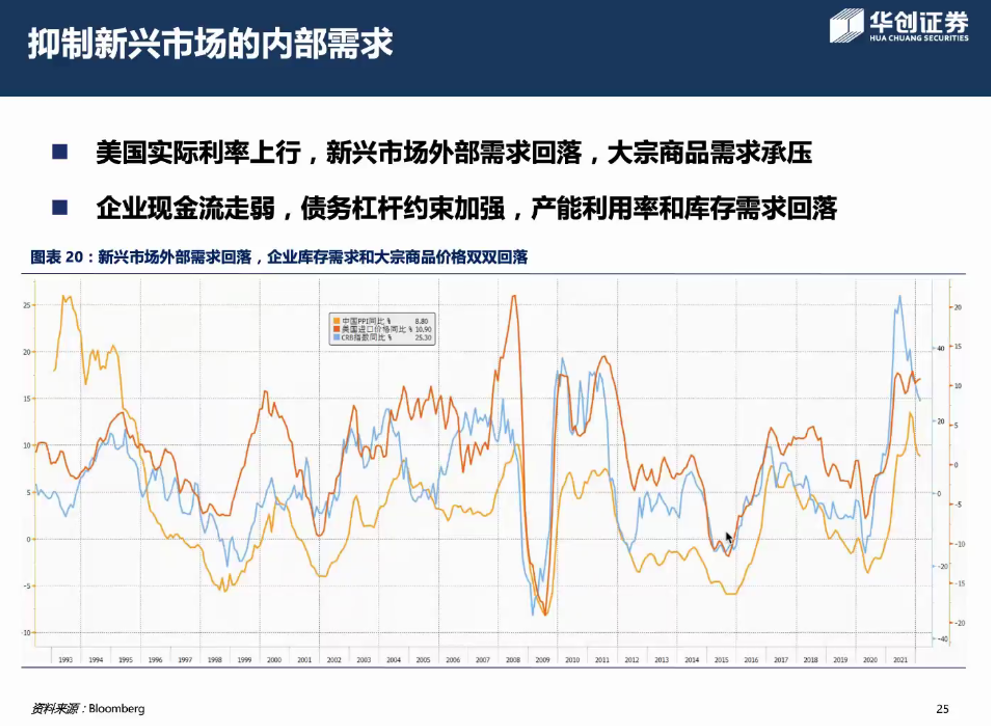 抑制新兴市场的内部需求
华创证券
HUA CHUANG SECURITIES
美国实际利率上行，新兴市场外部需求回落，大宗商品需求承压
企业现金流走弱，债务杠杆约束加强，产能利用率和库存需求回落
图表 20：新兴市场外部需求回落，企业库存需求和大宗商品价格双双回落
中国PPI同比 % 8.80
美国进口价格同比 % 10.90
CRB指数同比 % 25.30
25
20
15
10
5
0
-5
-10
40
20
0
-20
-40
20
15
10
5
0
-5
-10
-15
-20
1993 1994 1995 1996 1997 1998 1999 2000 2001 2002 2003 2004 2005 2006 2007 2008 2009 2010 2011 2012 2013 2014 2015 2016 2017 2018 2019 2020 2021
资料来源：Bloomberg
25